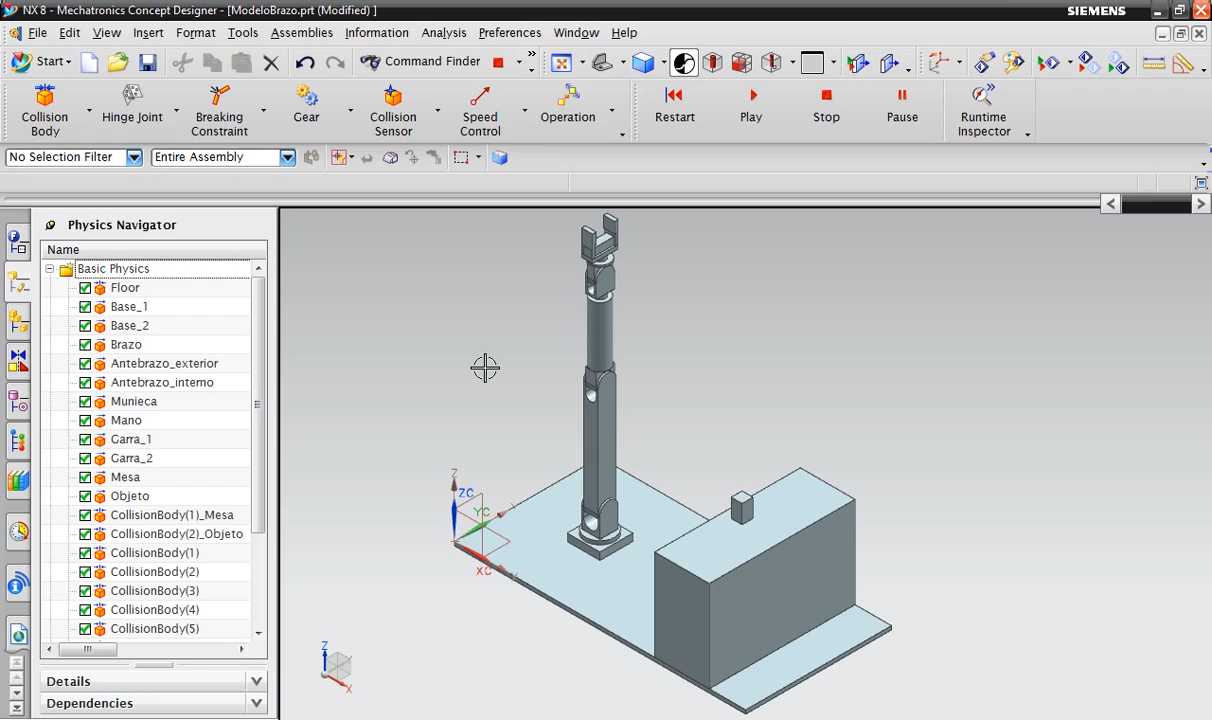 NX 8 - Mechatronics Concept Designer - [ModeloBrazo.prt (Modified) ]
SIEMENS
File Edit View Insert Format Tools Assemblies Information Analysis Preferences Window Help
Start Command Finder
Collision Body
Hinge Joint
Breaking Constraint
Gear
Collision Sensor
Speed Control
Operation
Restart
Play
Stop
Pause
Runtime Inspector
No Selection Filter
Entire Assembly
Physics Navigator
Name
Basic Physics
Floor
Base_1
Base_2
Brazo
Antebrazo_exterior
Antebrazo_interno
Munieca
Mano
Garra_1
Garra_2
Mesa
Objeto
CollisionBody(1)_Mesa
CollisionBody(2)_Objeto
CollisionBody(1)
CollisionBody(2)
CollisionBody(3)
CollisionBody(4)
CollisionBody(5)
Details
Dependencies
Z
ZC
YC
XC
Z
X